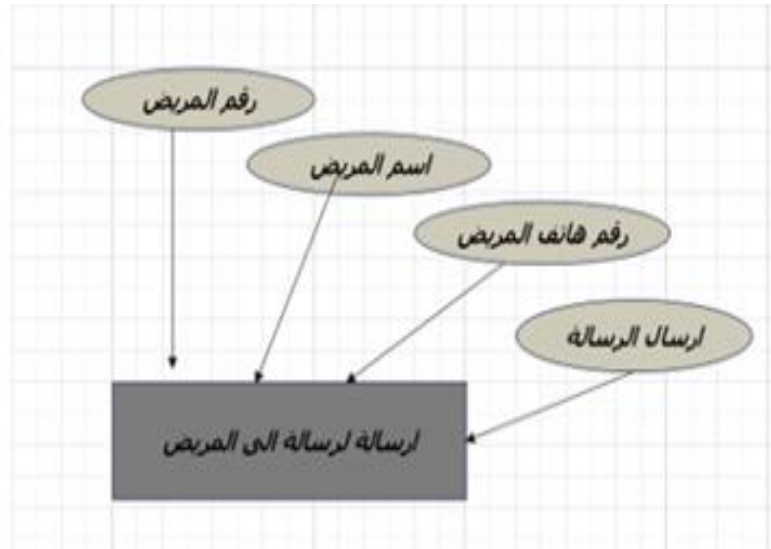 رقم المريض
اسم المريض
رقم هاتف المريض
ارسال الرسالة
ارسالة لرسالة الى المريض